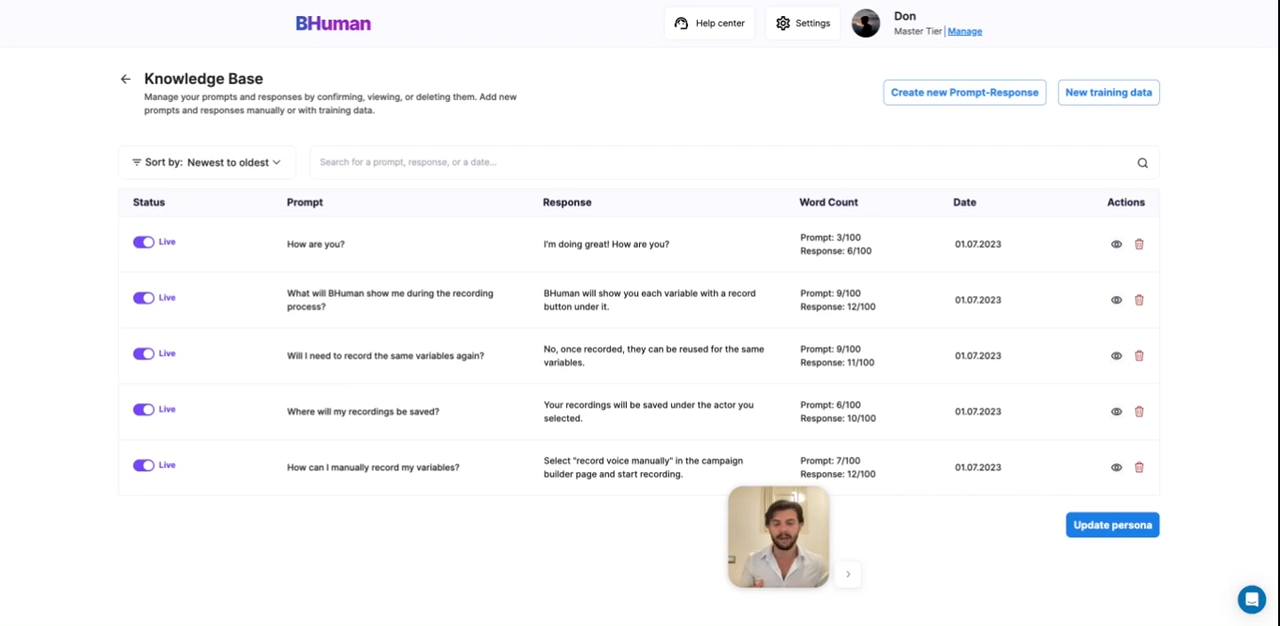 BHuman
Help center
Settings
Don
Master Tier | Manage
Knowledge Base
Manage your prompts and responses by confirming, viewing, or deleting them. Add new
prompts and responses manually or with training data.
Create new Prompt-Response
New training data
Sort by: Newest to oldest
Search for a prompt, response, or a date...
Status
Prompt
Response
Word Count
Date
Actions
Live
How are you?
I'm doing great! How are you?
Prompt: 3/100
Response: 6/100
01.07.2023
Live
What will BHuman show me during the recording
process?
BHuman will show you each variable with a record
button under it.
Prompt: 9/100
Response: 12/100
01.07.2023
Live
Will I need to record the same variables again?
No, once recorded, they can be reused for the same
variables.
Prompt: 9/100
Response: 11/100
01.07.2023
Live
Where will my recordings be saved?
Your recordings will be saved under the actor you
selected.
Prompt: 6/100
Response: 10/100
01.07.2023
Live
How can I manually record my variables?
Select "record voice manually" in the campaign
builder page and start recording.
Prompt: 7/100
Response: 12/100
01.07.2023
Update persona